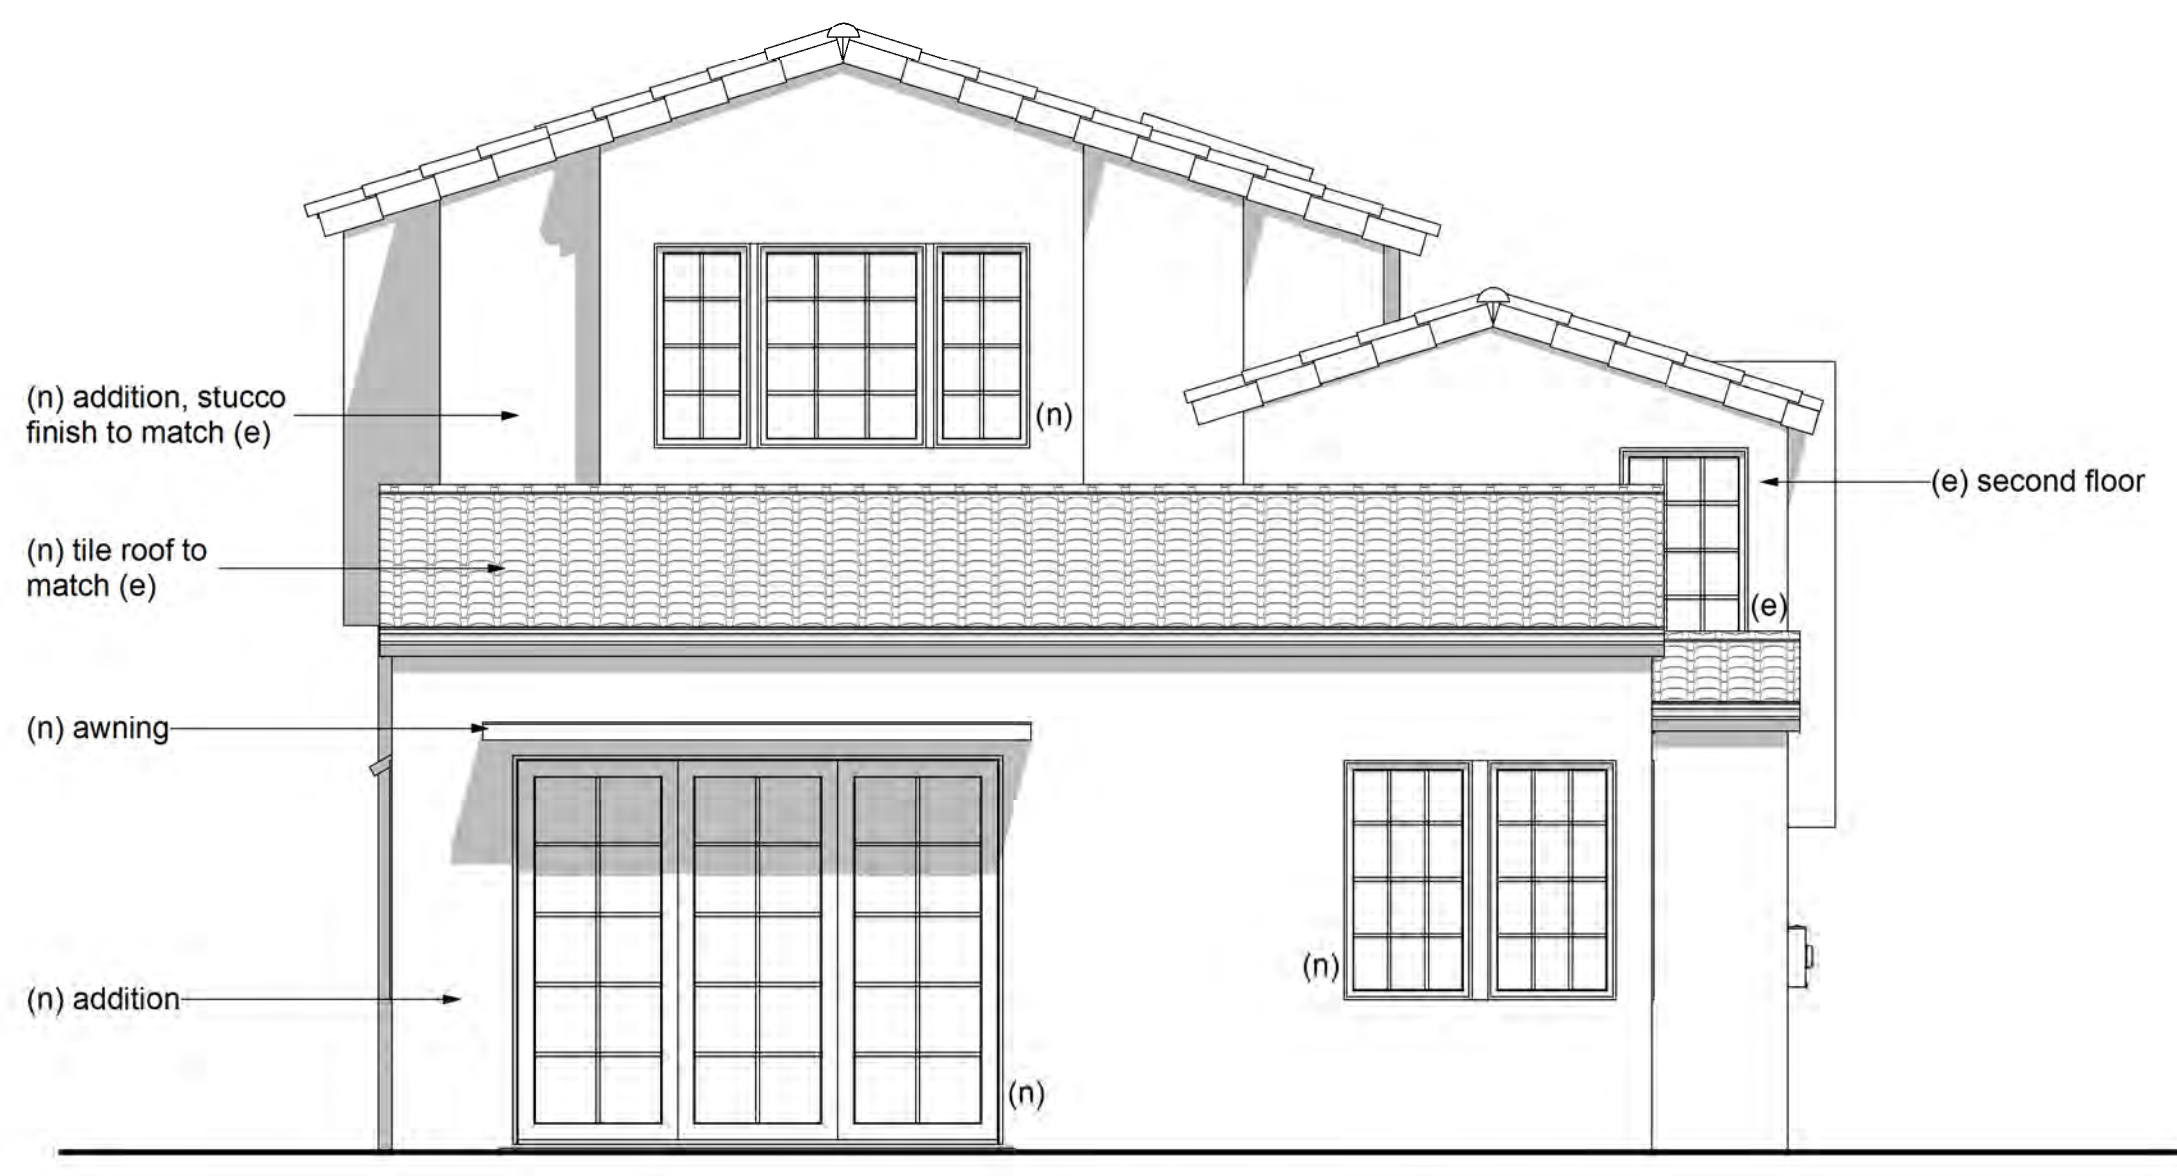 (n) addition, stucco
finish to match (e)
(n)
(e) second floor
(n) tile roof to
match (e)
(e)
(n) awning
(n)
(n) addition
(n)